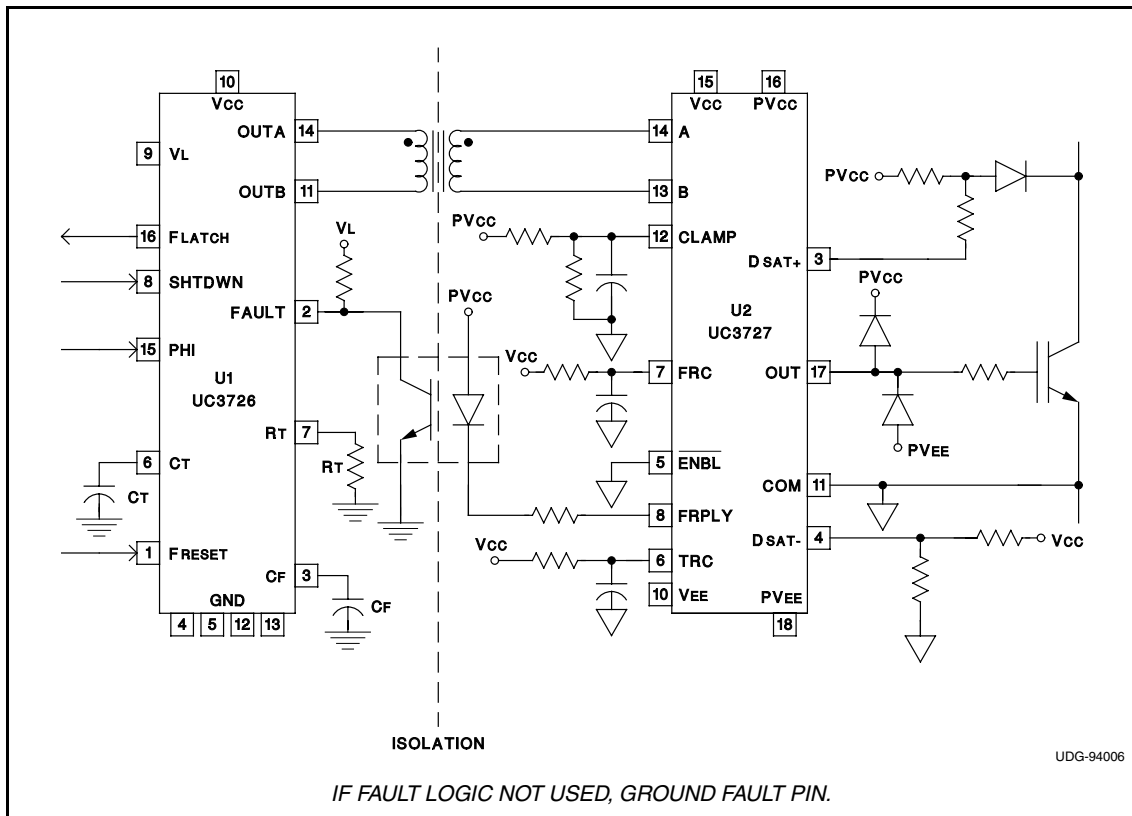 10
VCC
OUTA 14
9 VL
OUTB 11
16 FLATCH
8 SHTDWN
FAULT 2
VL
15 PHI
U1
UC3726
RT 7
RT
6 CT
CT
1 FRESET
CF 3
CF
GND
4 5 12 13
ISOLATION
15
VCC
16
PVCC
14 A
13 B
PVCC
12 CLAMP
PVCC
DSAT+ 3
PVCC
U2
UC3727
PVCC
VCC
7 FRC
OUT 17
PVEE
5 ENBL
COM 11
8 FRPLY
DSAT- 4
VCC
VCC
6 TRC
10 VEE
PVEE
18
UDG-94006
IF FAULT LOGIC NOT USED, GROUND FAULT PIN.